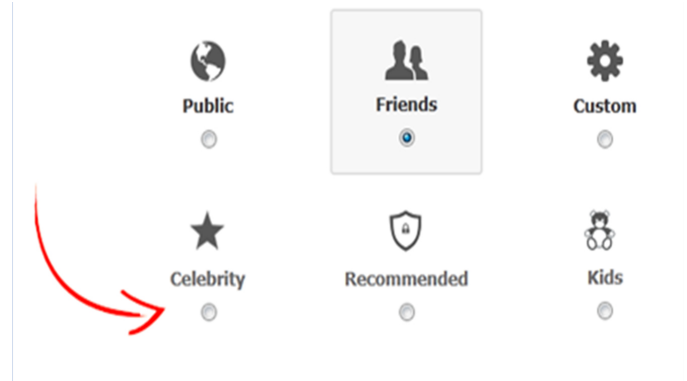 Public
Friends
Custom
Celebrity
Recommended
Kids